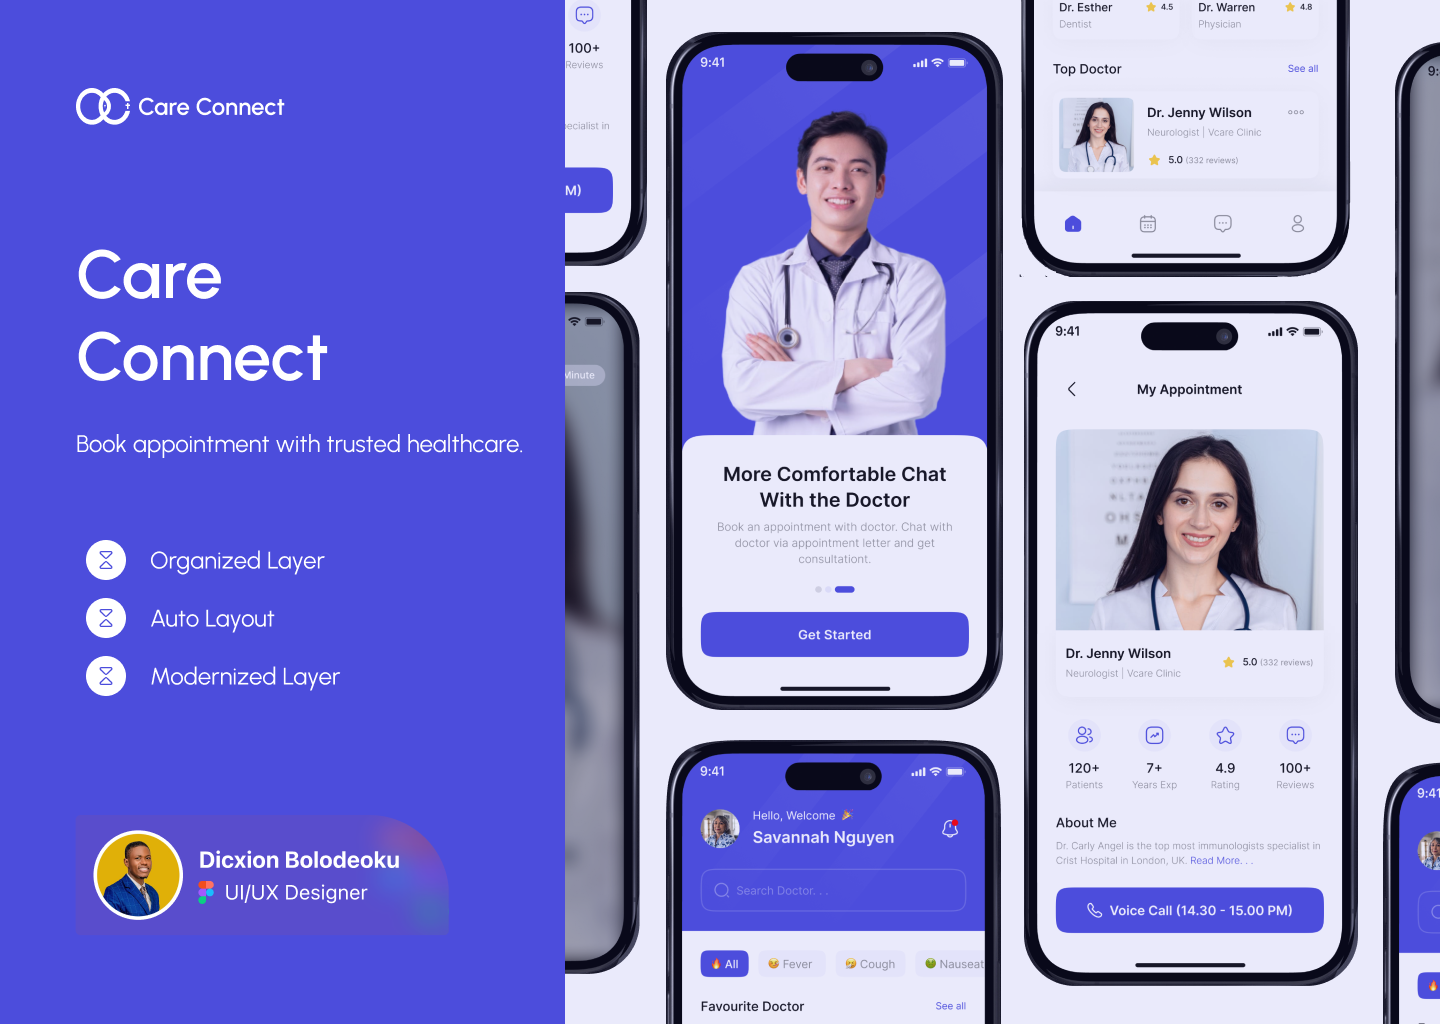 Care Connect
Care
Connect
Book appointment with trusted healthcare.
Organized Layer
Auto Layout
Modernized Layer
Dicxion Bolodeoku
UI/UX Designer
100+
Reviews
ecialist in
M)
Minute
9:41
More Comfortable Chat
With the Doctor
Book an appointment with doctor. Chat with
doctor via appointment letter and get
consultationt.
Get Started
9:41
Hello, Welcome
Savannah Nguyen
Search Doctor. . .
All
Fever
Cough
Nauseat
Favourite Doctor
See all
Dr. Esther
4.5
Dentist
Dr. Warren
4.8
Physician
Top Doctor
See all
Dr. Jenny Wilson
Neurologist | Vcare Clinic
5.0 (332 reviews)
9:41
My Appointment
Dr. Jenny Wilson
Neurologist | Vcare Clinic
5.0 (332 reviews)
120+
Patients
7+
Years Exp
4.9
Rating
100+
Reviews
About Me
Dr. Carly Angel is the top most immunologists specialist in
Crist Hospital in London, UK. Read More. . .
Voice Call (14.30 - 15.00 PM)
9:
9:41